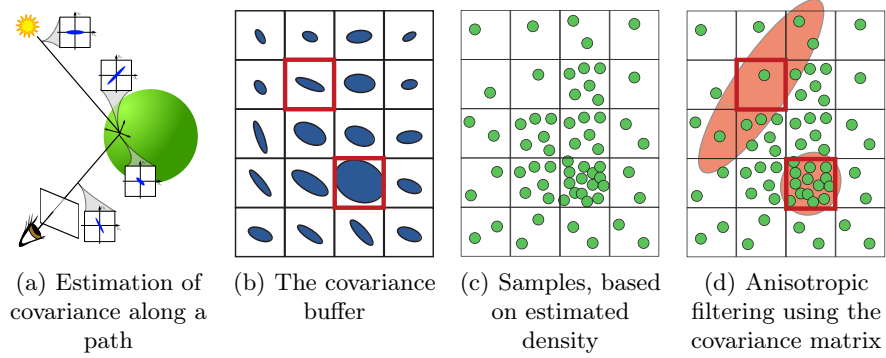 (a) Estimation of
covariance along a
path
(b) The covariance
buffer
(c) Samples, based
on estimated
density
(d) Anisotropic
filtering using the
covariance matrix